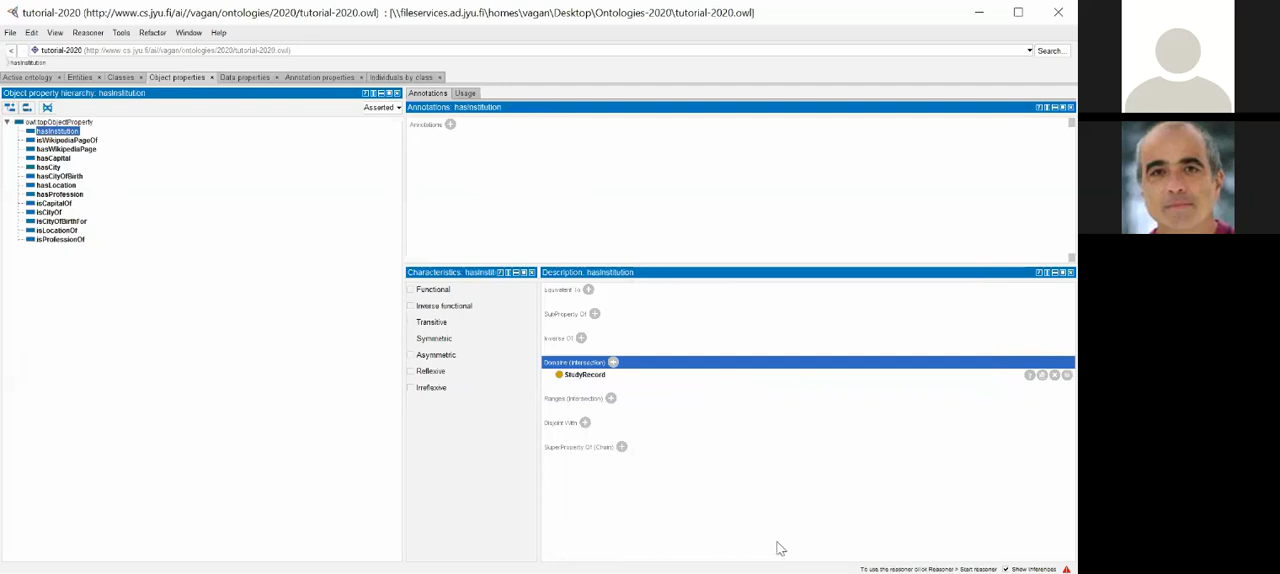 tutorial-2020 (http://www.cs.jyu.fi/ai//vagan/ontologies/2020/tutorial-2020.owl) : [\\fileservices.ad.jyu.fi\homes\vagan\Desktop\Ontologies-2020\tutorial-2020.owl]
File Edit View Reasoner Tools Refactor Window Help
< tutorial-2020 (http://www.cs.jyu.fi/ai//vagan/ontologies/2020/tutorial-2020.owl) Search...
hasInstitution
Active ontology × Entities × Classes × Object properties × Data properties × Annotation properties × Individuals by class ×
Object property hierarchy: hasInstitution
Asserted
owl:topObjectProperty
hasInstitution
isWikipediaPageOf
hasWikipediaPage
hasCapital
hasCity
hasCityOfBirth
hasLocation
hasProfession
isCapitalOf
isCityOf
isCityOfBirthFor
isLocationOf
isProfessionOf
Annotations Usage
Annotations: hasInstitution
Annotations
Characteristics: hasInstit
Functional
Inverse functional
Transitive
Symmetric
Asymmetric
Reflexive
Irreflexive
Description: hasInstitution
Equivalent To
SubProperty Of
Inverse Of
Domains (intersection)
StudyRecord
Ranges (intersection)
Disjoint With
SuperProperty Of (Chain)
To use the reasoner click Reasoner > Start reasoner Show Inferences